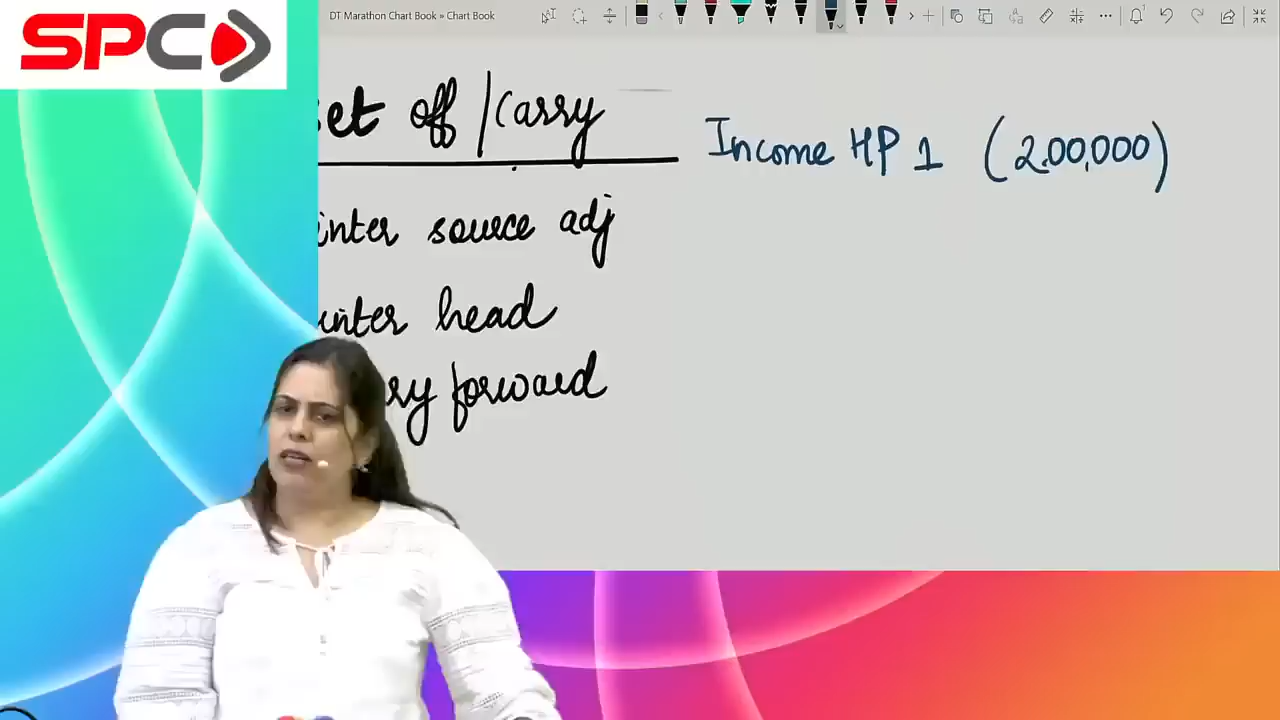 SPC
DT Marathon Chart Book » Chart Book
set off / Carry
inter source adj
inter head
forward
Income HP 1 (2,00,000)